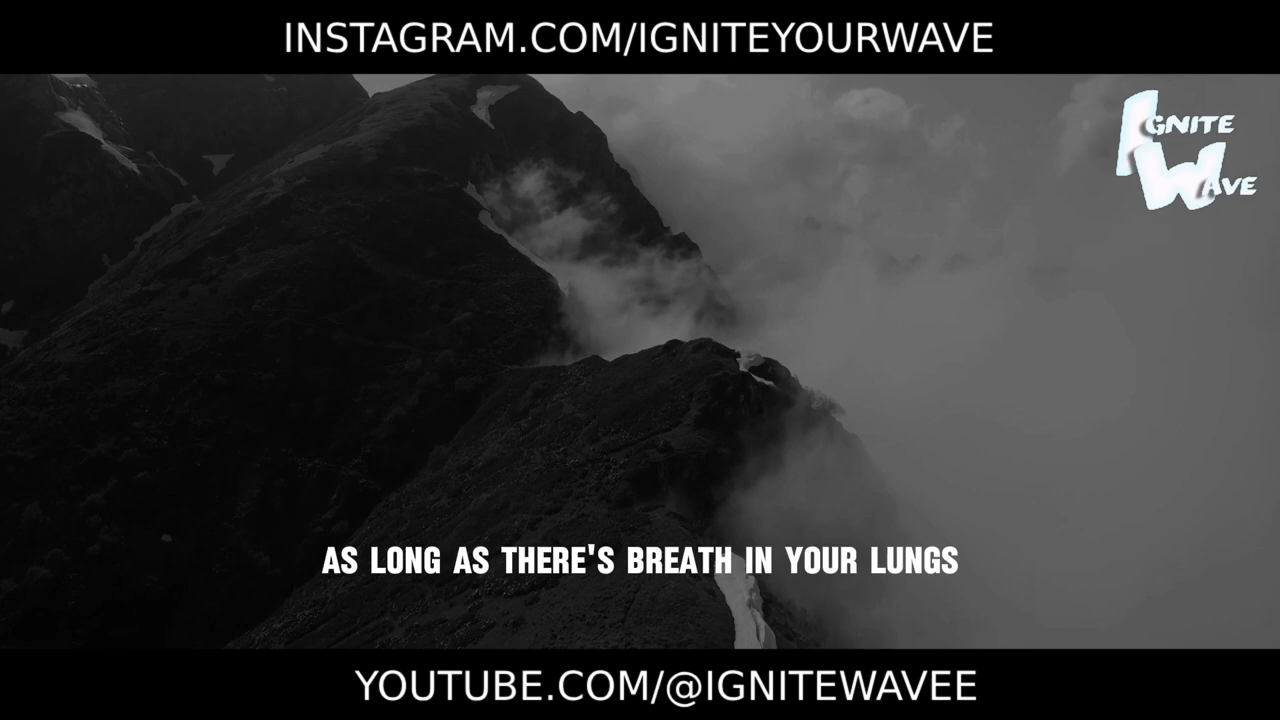 INSTAGRAM.COM/IGNITEYOURWAVE
IGNITE
WAVE
AS LONG AS THERE'S BREATH IN YOUR LUNGS
YOUTUBE.COM/@IGNITEWAVEE